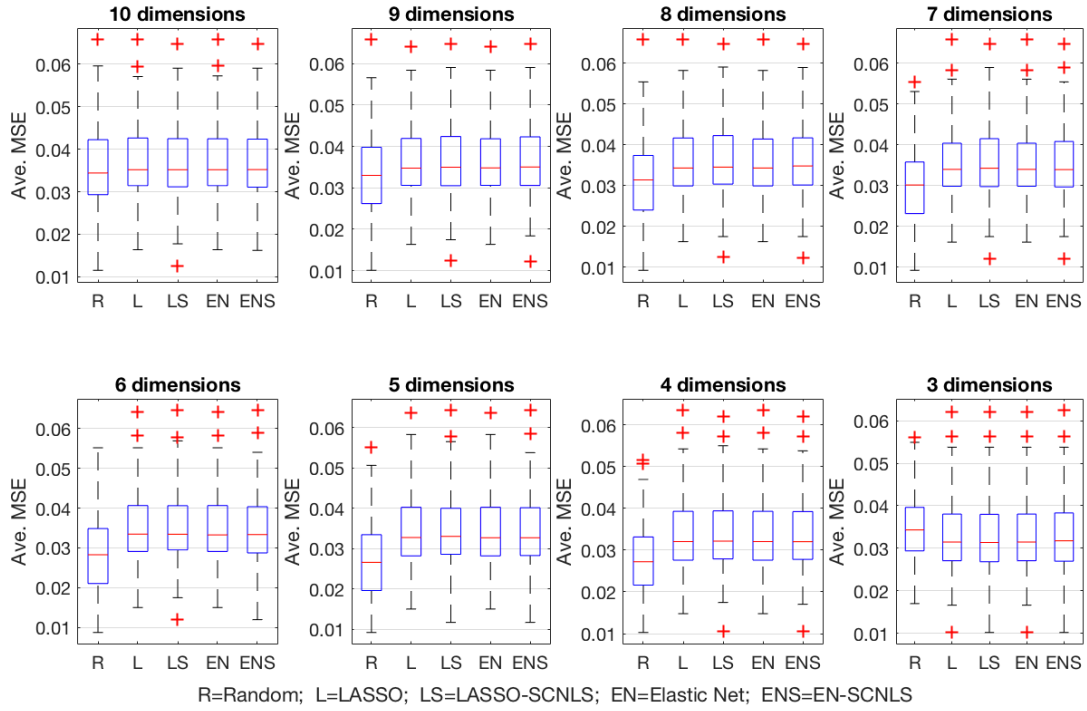 10 dimensions
9 dimensions
8 dimensions
7 dimensions
Ave. MSE
0.06
0.05
0.04
0.03
0.02
0.01
R L LS EN ENS
Ave. MSE
0.06
0.05
0.04
0.03
0.02
0.01
R L LS EN ENS
Ave. MSE
0.06
0.05
0.04
0.03
0.02
0.01
R L LS EN ENS
Ave. MSE
0.06
0.05
0.04
0.03
0.02
0.01
R L LS EN ENS
6 dimensions
5 dimensions
4 dimensions
3 dimensions
Ave. MSE
0.06
0.05
0.04
0.03
0.02
0.01
R L LS EN ENS
Ave. MSE
0.06
0.05
0.04
0.03
0.02
0.01
R L LS EN ENS
Ave. MSE
0.06
0.05
0.04
0.03
0.02
0.01
R L LS EN ENS
Ave. MSE
0.06
0.05
0.04
0.03
0.02
0.01
R L LS EN ENS
R=Random; L=LASSO; LS=LASSO-SCNLS; EN=Elastic Net; ENS=EN-SCNLS